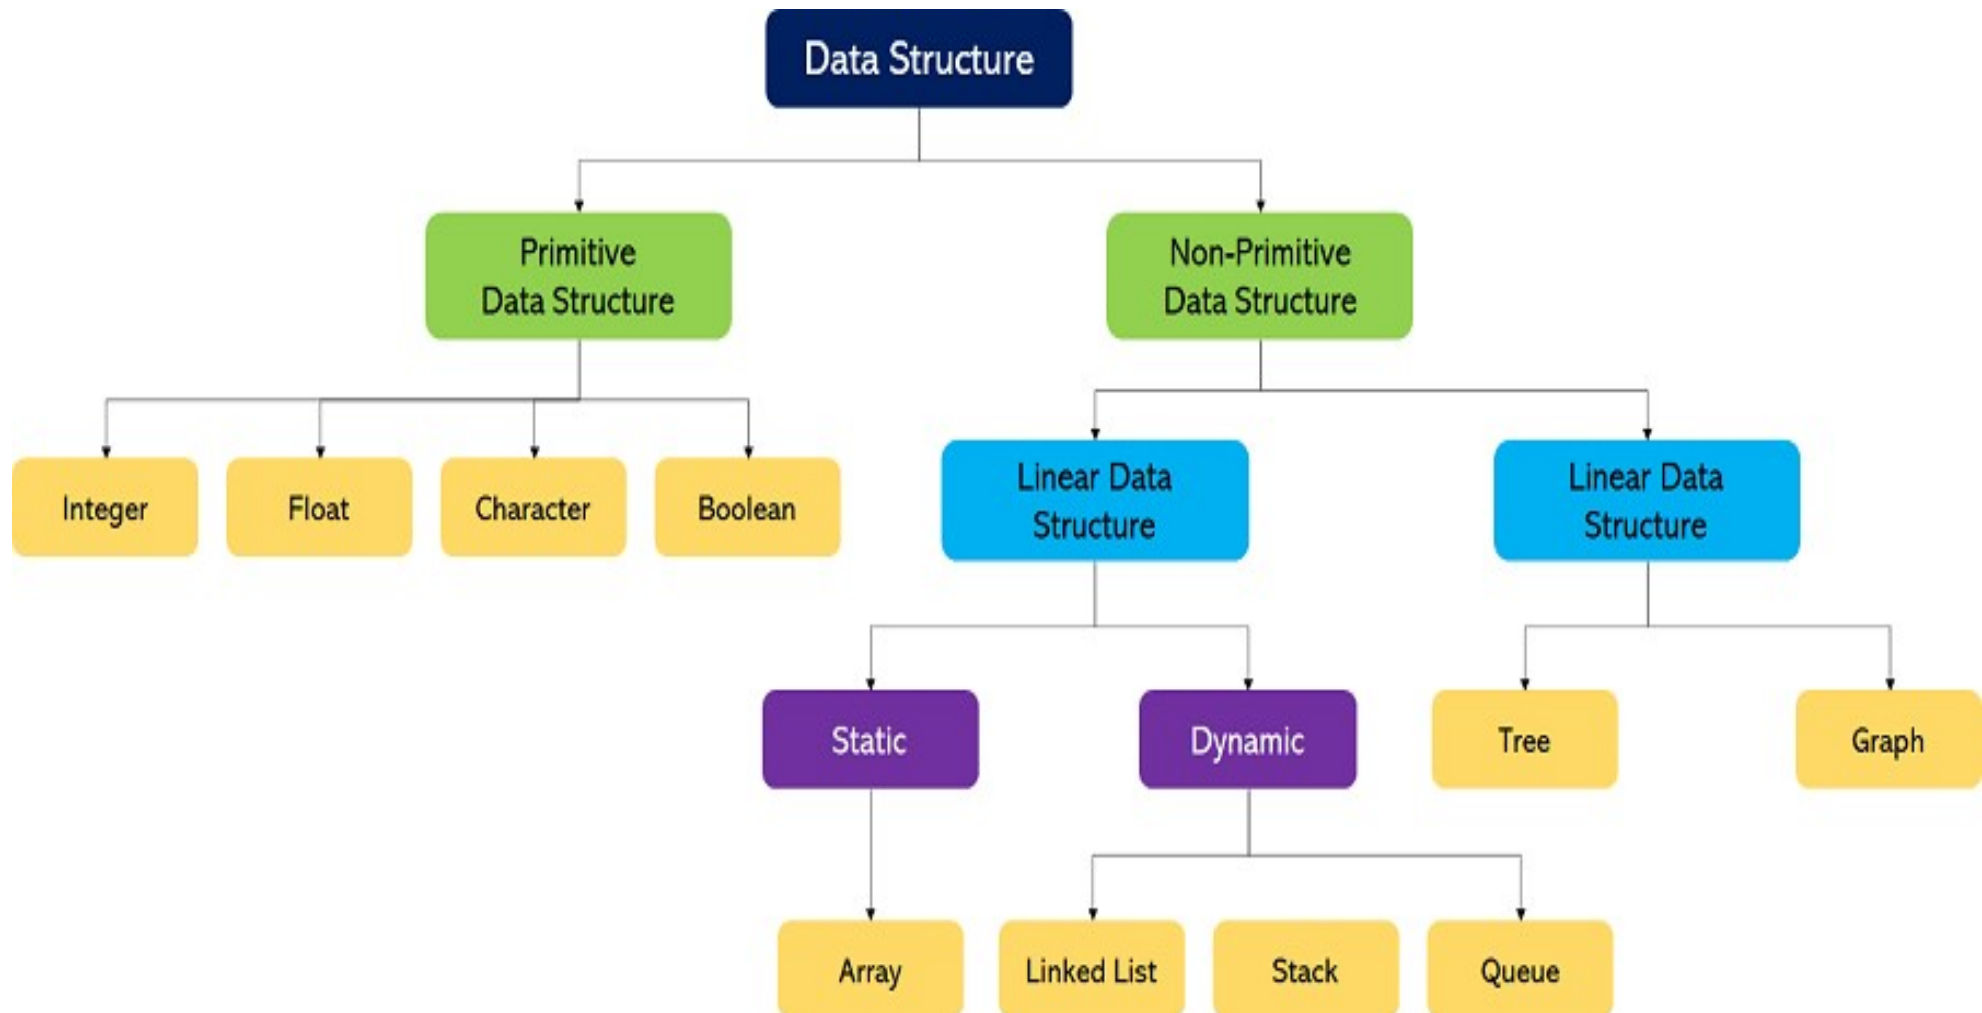 Data Structure
Primitive
Data Structure
Non-Primitive
Data Structure
Integer
Float
Character
Boolean
Linear Data
Structure
Linear Data
Structure
Static
Dynamic
Tree
Graph
Array
Linked List
Stack
Queue